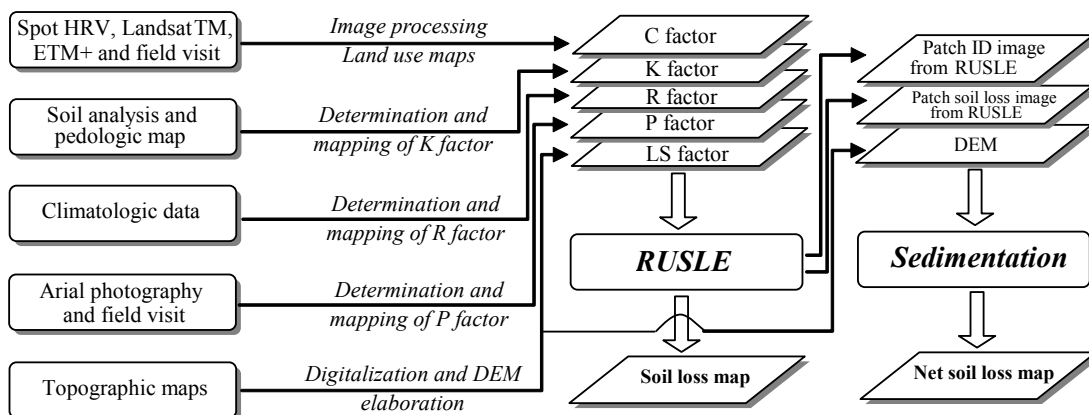 Spot HRV, Landsat TM,
ETM+ and field visit
Image processing
Land use maps
Soil analysis and
pedologic map
Determination and
mapping of K factor
Climatologic data
Determination and
mapping of R factor
Arial photography
and field visit
Determination and
mapping of P factor
Topographic maps
Digitalization and DEM
elaboration
C factor
K factor
R factor
P factor
LS factor
RUSLE
Soil loss map
Patch ID image
from RUSLE
Patch soil loss image
from RUSLE
DEM
Sedimentation
Net soil loss map